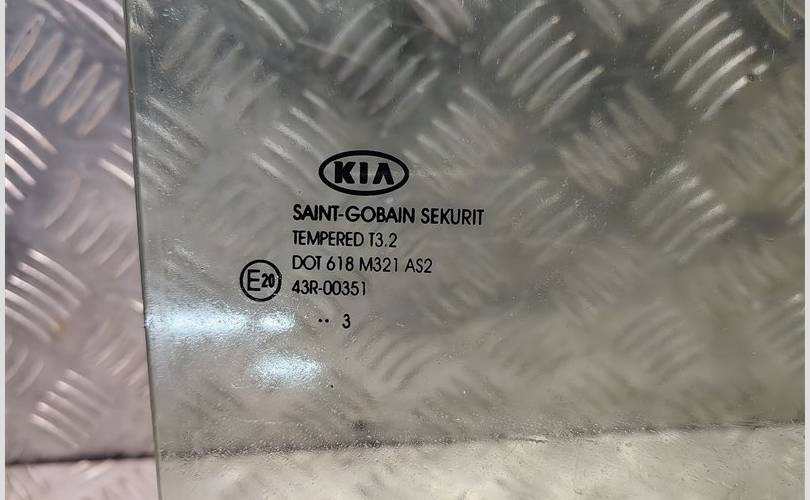 KIA
SAINT-GOBAIN SEKURIT
TEMPERED T3.2
DOT 618 M321 AS2
E20 43R-00351
·· 3